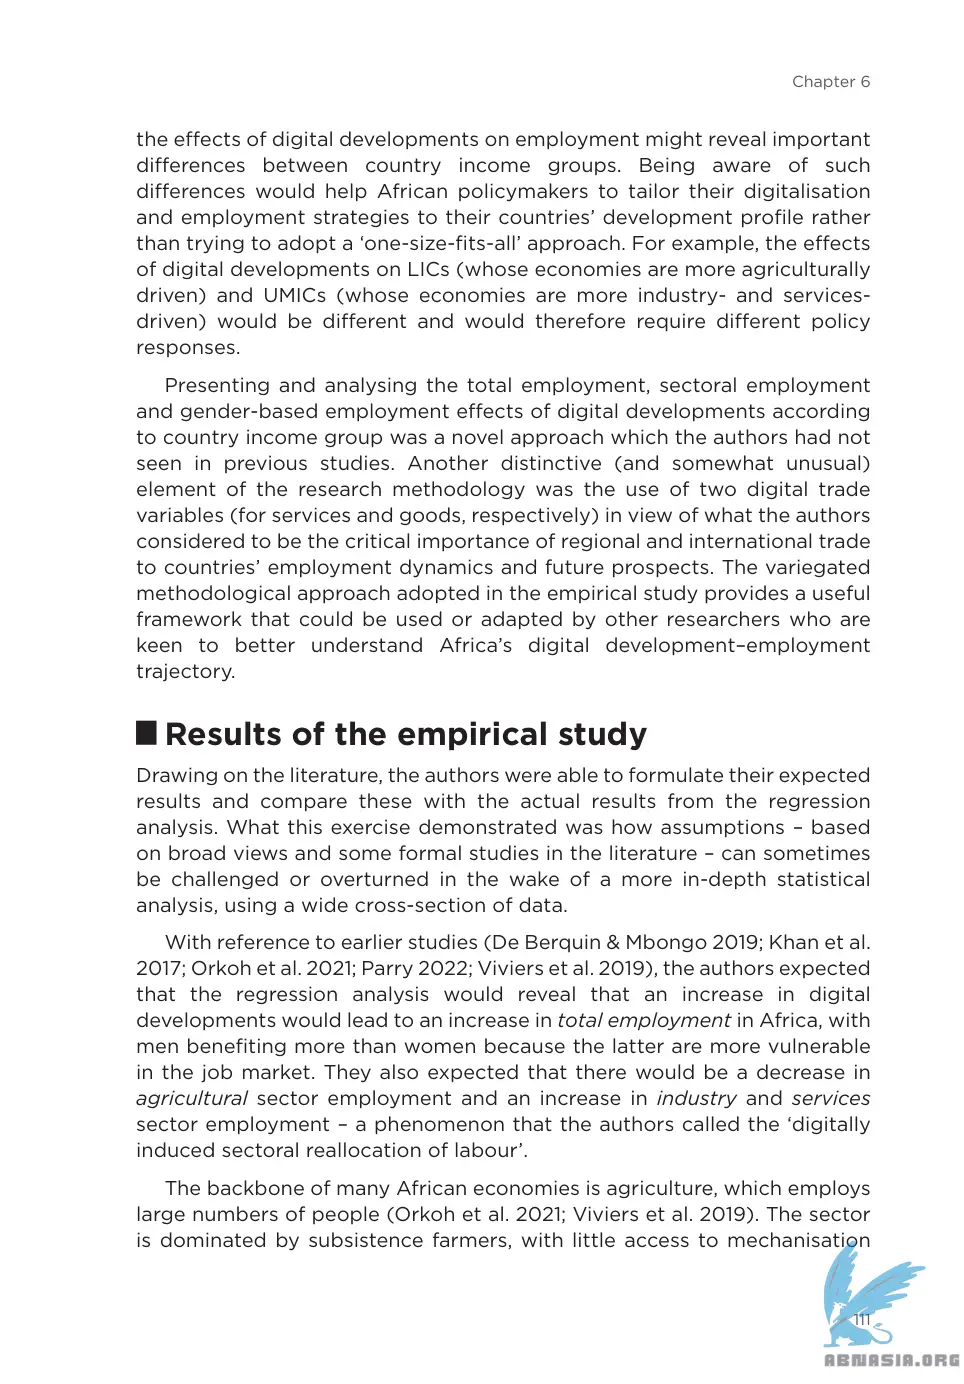 Chapter 6
the effects of digital developments on employment might reveal important
differences between country income groups. Being aware of such
differences would help African policymakers to tailor their digitalisation
and employment strategies to their countries’ development profile rather
than trying to adopt a ‘one-size-fits-all’ approach. For example, the effects
of digital developments on LICs (whose economies are more agriculturally
driven) and UMICs (whose economies are more industry- and services-
driven) would be different and would therefore require different policy
responses.
Presenting and analysing the total employment, sectoral employment
and gender-based employment effects of digital developments according
to country income group was a novel approach which the authors had not
seen in previous studies. Another distinctive (and somewhat unusual)
element of the research methodology was the use of two digital trade
variables (for services and goods, respectively) in view of what the authors
considered to be the critical importance of regional and international trade
to countries’ employment dynamics and future prospects. The variegated
methodological approach adopted in the empirical study provides a useful
framework that could be used or adapted by other researchers who are
keen to better understand Africa’s digital development–employment
trajectory.
Results of the empirical study
Drawing on the literature, the authors were able to formulate their expected
results and compare these with the actual results from the regression
analysis. What this exercise demonstrated was how assumptions – based
on broad views and some formal studies in the literature – can sometimes
be challenged or overturned in the wake of a more in-depth statistical
analysis, using a wide cross-section of data.
With reference to earlier studies (De Berquin & Mbongo 2019; Khan et al.
2017; Orkoh et al. 2021; Parry 2022; Viviers et al. 2019), the authors expected
that the regression analysis would reveal that an increase in digital
developments would lead to an increase in total employment in Africa, with
men benefiting more than women because the latter are more vulnerable
in the job market. They also expected that there would be a decrease in
agricultural sector employment and an increase in industry and services
sector employment – a phenomenon that the authors called the ‘digitally
induced sectoral reallocation of labour’.
The backbone of many African economies is agriculture, which employs
large numbers of people (Orkoh et al. 2021; Viviers et al. 2019). The sector
is dominated by subsistence farmers, with little access to mechanisation
111
ABNASIA.ORG